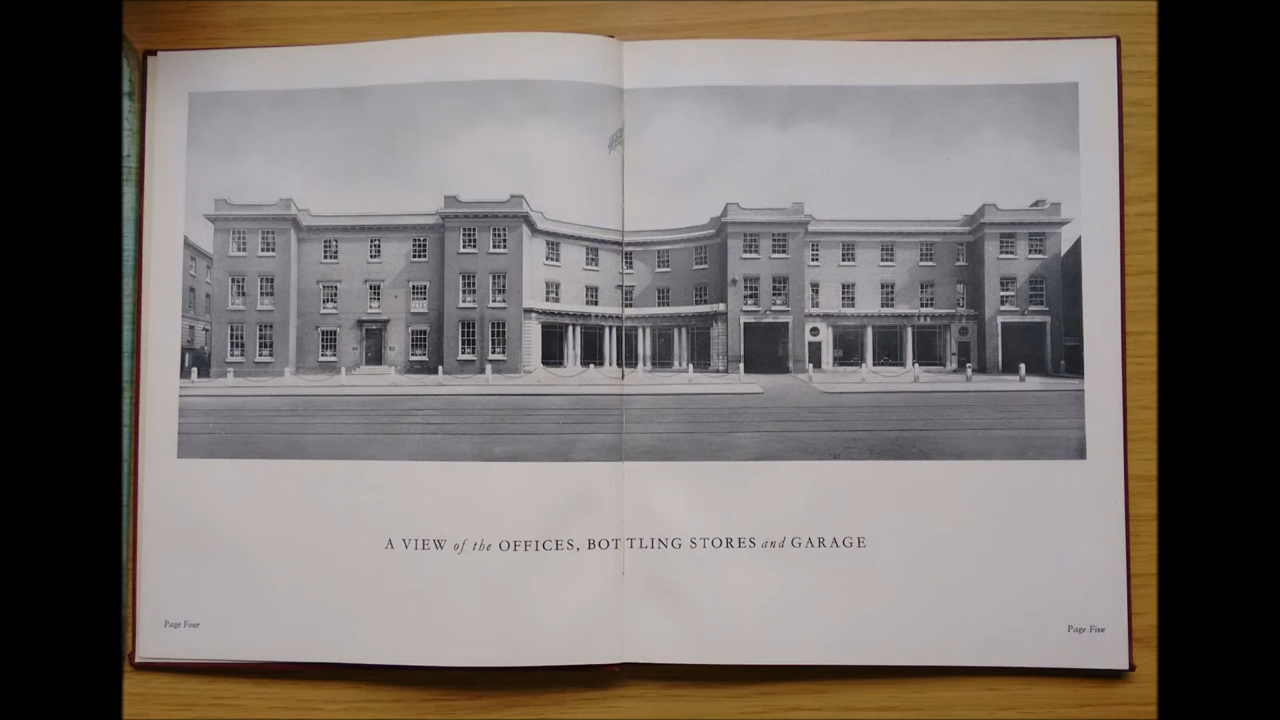 A VIEW of the OFFICES, BOTTLING STORES and GARAGE
Page Four
Page Five